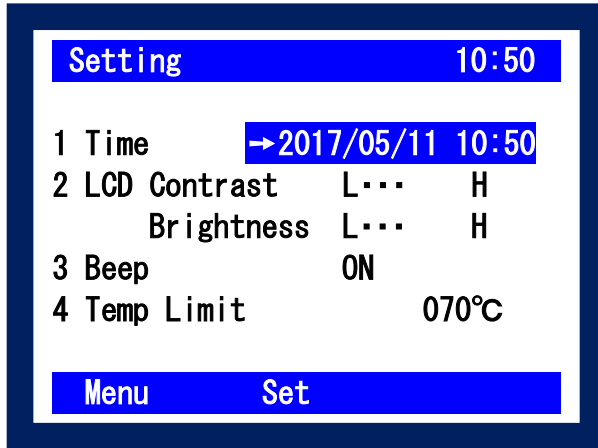 Setting 10:50
1 Time →2017/05/11 10:50
2 LCD Contrast L••• H
Brightness L••• H
3 Beep ON
4 Temp Limit 070℃
Menu Set